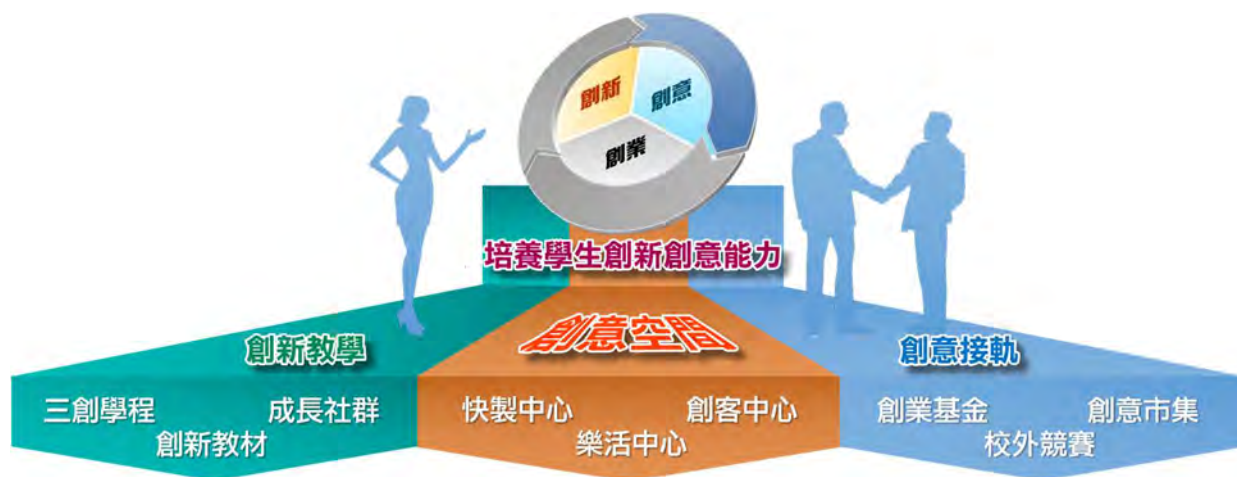 創新
創意
創業
培養學生創新創意能力
創新教學
創意空間
創意接軌
三創學程
成長社群
創新教材
快製中心
創客中心
樂活中心
創業基金
創意市集
校外競賽